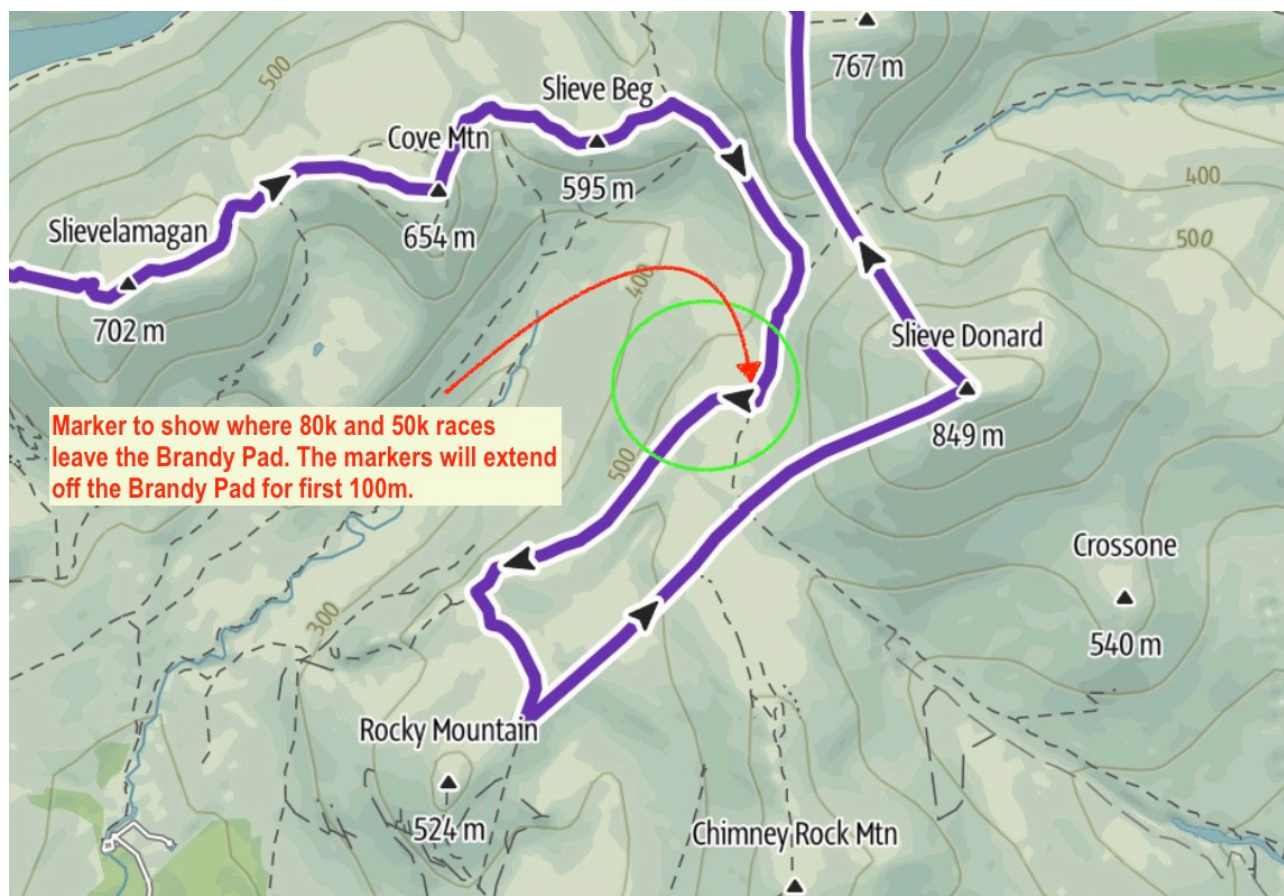 767 m
500
Slieve Beg
Cove Mtn
595 m
400
654 m
Slievelamagan
500
702 m
400
Slieve Donard
849 m
Marker to show where 80k and 50k races
leave the Brandy Pad. The markers will extend
off the Brandy Pad for first 100m.
500
Crossone
540 m
300
Rocky Mountain
524 m
Chimney Rock Mtn